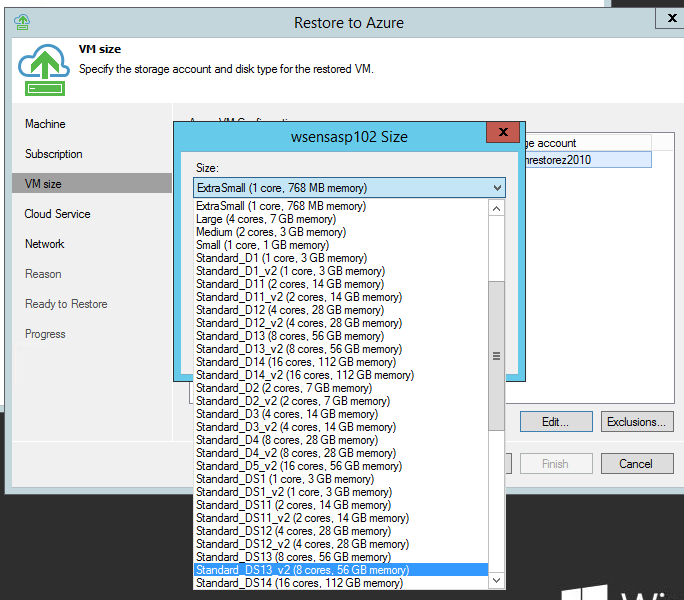 Restore to Azure
x
VM size
Specify the storage account and disk type for the restored VM.
Machine
Subscription
VM size
Cloud Service
Network
Reason
Ready to Restore
Progress
wsensasp102 Size
x
ge account
nrestorez2010
Size:
ExtraSmall (1 core, 768 MB memory)
ExtraSmall (1 core, 768 MB memory)
Large (4 cores, 7 GB memory)
Medium (2 cores, 3 GB memory)
Small (1 core, 1 GB memory)
Standard_D1 (1 core, 3 GB memory)
Standard_D1_v2 (1 core, 3 GB memory)
Standard_D11 (2 cores, 14 GB memory)
Standard_D11_v2 (2 cores, 14 GB memory)
Standard_D12 (4 cores, 28 GB memory)
Standard_D12_v2 (4 cores, 28 GB memory)
Standard_D13 (8 cores, 56 GB memory)
Standard_D13_v2 (8 cores, 56 GB memory)
Standard_D14 (16 cores, 112 GB memory)
Standard_D14_v2 (16 cores, 112 GB memory)
Standard_D2 (2 cores, 7 GB memory)
Standard_D2_v2 (2 cores, 7 GB memory)
Standard_D3 (4 cores, 14 GB memory)
Standard_D3_v2 (4 cores, 14 GB memory)
Standard_D4 (8 cores, 28 GB memory)
Standard_D4_v2 (8 cores, 28 GB memory)
Standard_D5_v2 (16 cores, 56 GB memory)
Standard_DS1 (1 core, 3 GB memory)
Standard_DS1_v2 (1 core, 3 GB memory)
Standard_DS11 (2 cores, 14 GB memory)
Standard_DS11_v2 (2 cores, 14 GB memory)
Standard_DS12 (4 cores, 28 GB memory)
Standard_DS12_v2 (4 cores, 28 GB memory)
Standard_DS13 (8 cores, 56 GB memory)
Standard_DS13_v2 (8 cores, 56 GB memory)
Standard_DS14 (16 cores, 112 GB memory)
Edit...
Exclusions...
Finish
Cancel